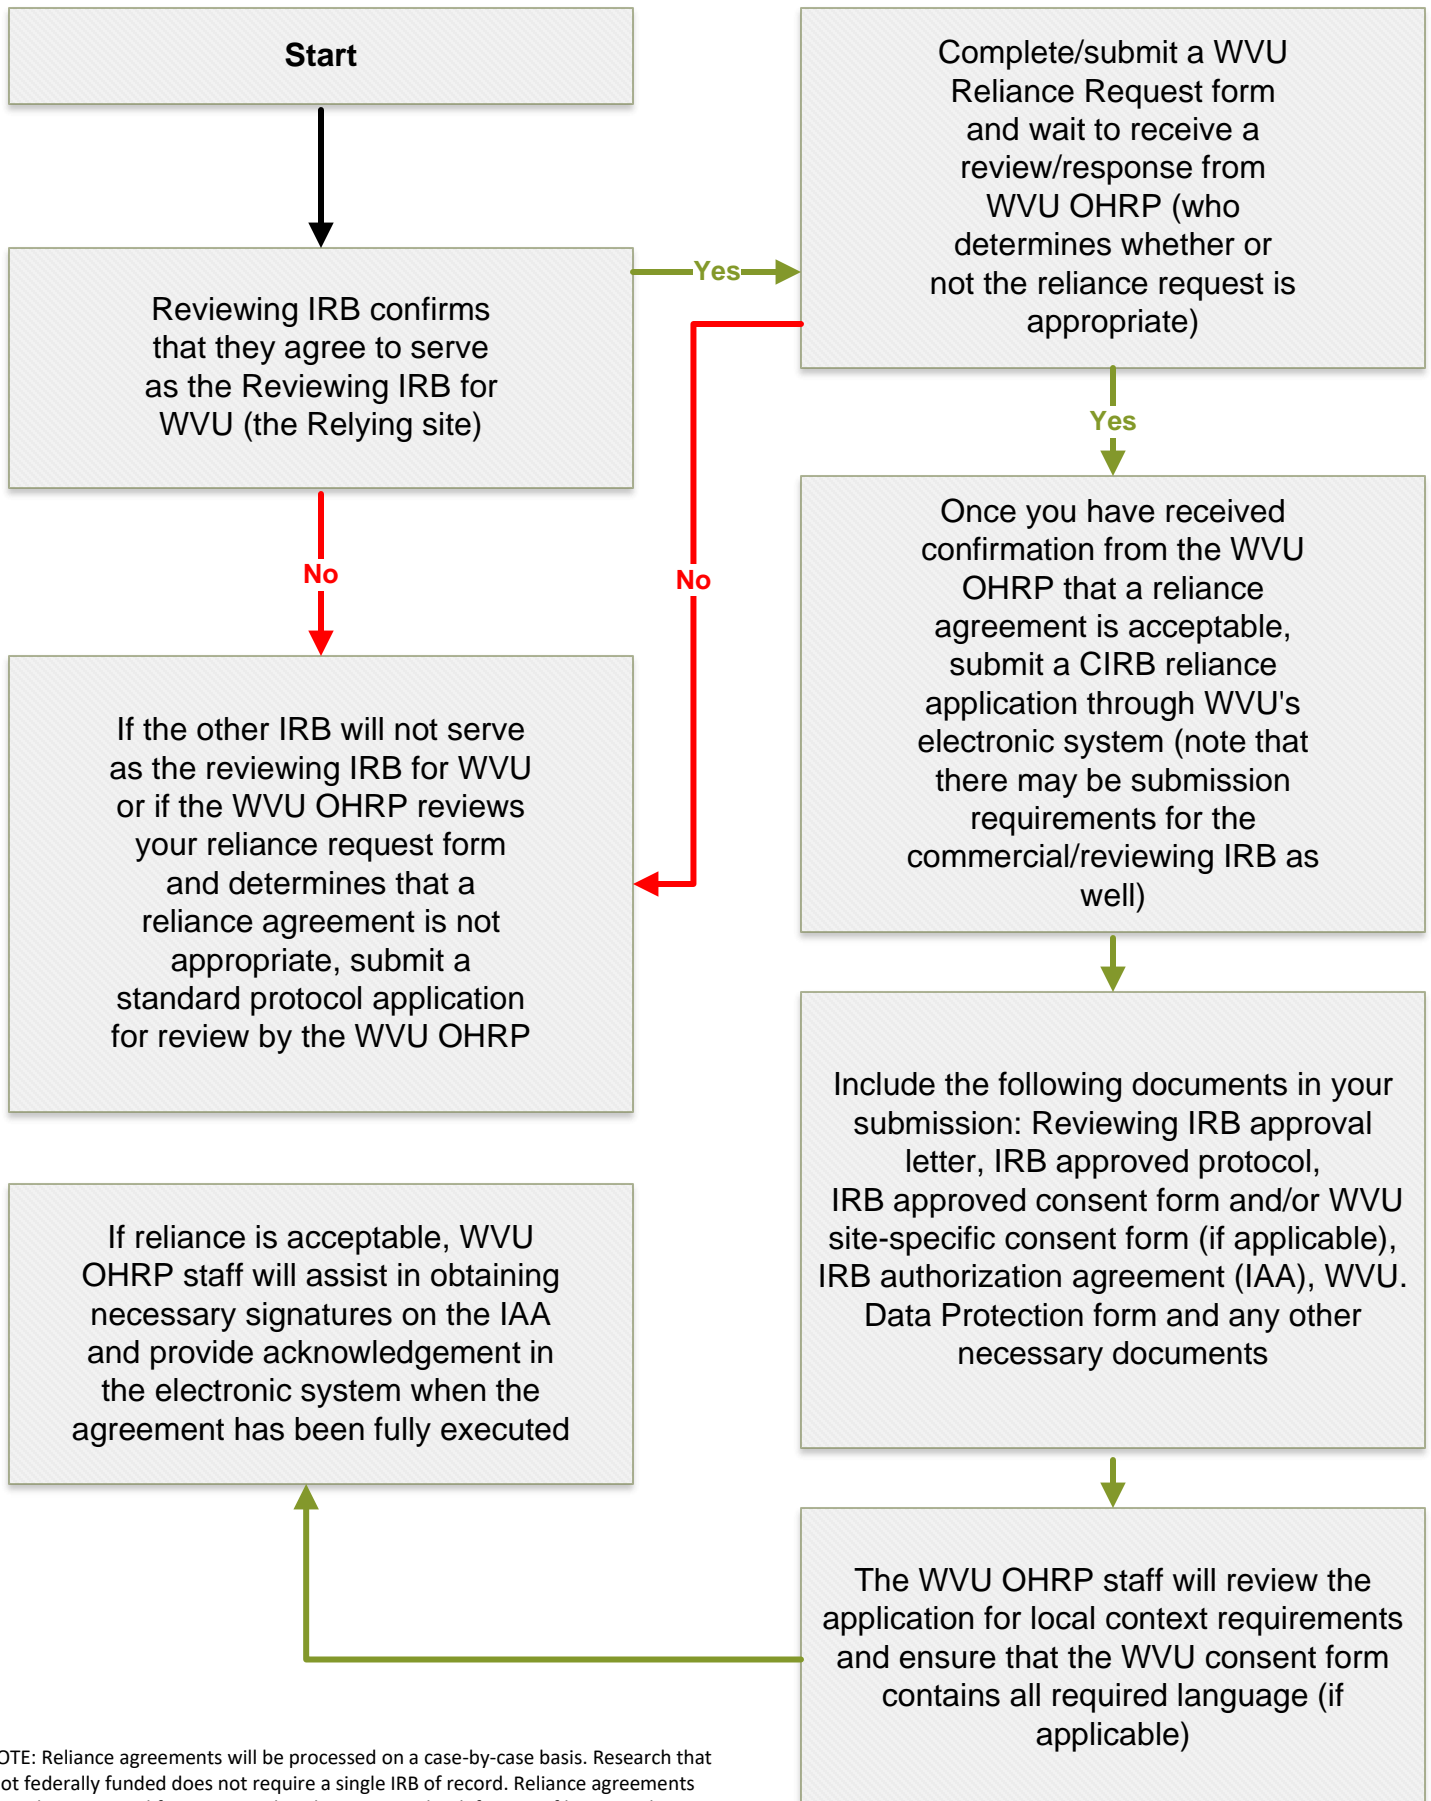 Start
Reviewing IRB confirms
that they agree to serve
as the Reviewing IRB for
WVU (the Relying site)
Yes
No
Complete/submit a WVU
Reliance Request form
and wait to receive a
review/response from
WVU OHRP (who
determines whether or
not the reliance request is
appropriate)
No
Yes
If the other IRB will not serve
as the reviewing IRB for WVU
or if the WVU OHRP reviews
your reliance request form
and determines that a
reliance agreement is not
appropriate, submit a
standard protocol application
for review by the WVU OHRP
Once you have received
confirmation from the WVU
OHRP that a reliance
agreement is acceptable,
submit a CIRB reliance
application through WVU's
electronic system (note that
there may be submission
requirements for the
commercial/reviewing IRB as
well)
Include the following documents in your
submission: Reviewing IRB approval
letter, IRB approved protocol,
IRB approved consent form and/or WVU
site-specific consent form (if applicable),
IRB authorization agreement (IAA), WVU.
Data Protection form and any other
necessary documents
The WVU OHRP staff will review the
application for local context requirements
and ensure that the WVU consent form
contains all required language (if
applicable)
If reliance is acceptable, WVU
OHRP staff will assist in obtaining
necessary signatures on the IAA
and provide acknowledgement in
the electronic system when the
agreement has been fully executed
OTE: Reliance agreements will be processed on a case-by-case basis. Research that
ot federally funded does not require a single IRB of record. Reliance agreements